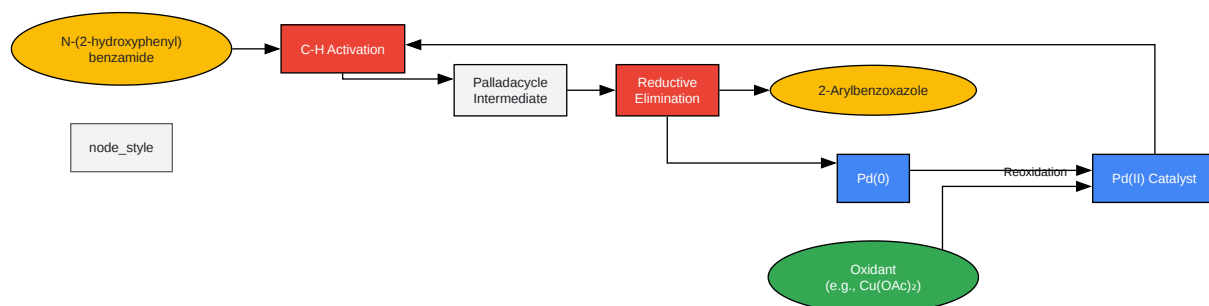 N-(2-hydroxyphenyl)
benzamide
C-H Activation
Palladacycle
Intermediate
Reductive
Elimination
2-Arylbenzoxazole
node_style
Pd(0)
Reoxidation
Pd(II) Catalyst
Oxidant
(e.g., Cu(OAc)₂)